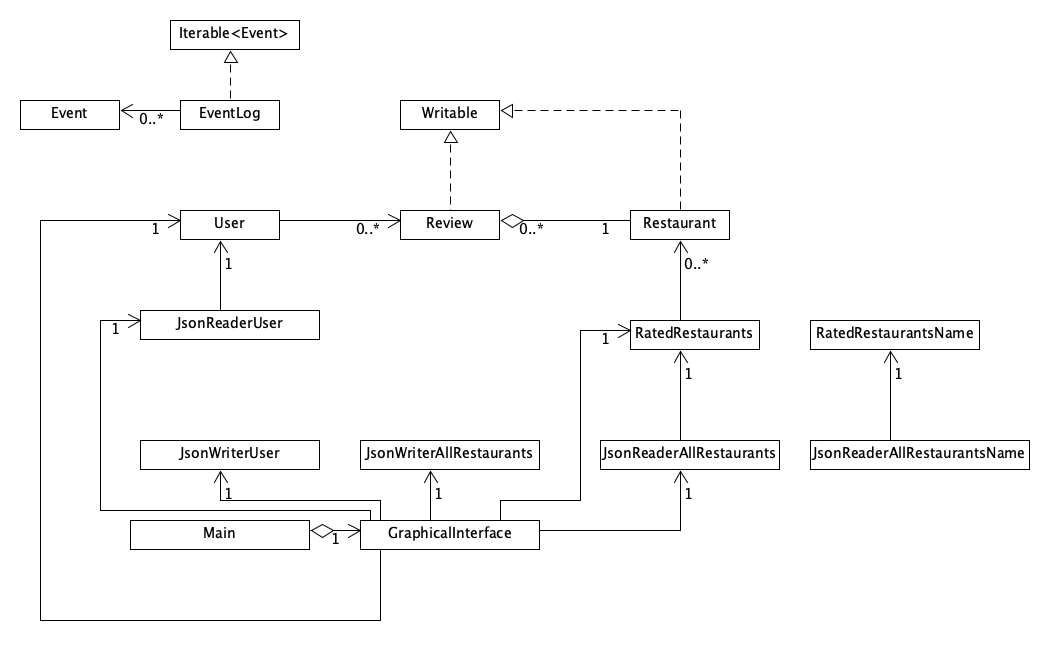 Iterable<Event>
Event
0..*
EventLog
Writable
1
User
0..*
Review
0..*
1
Restaurant
1
0..*
1
JsonReaderUser
1
RatedRestaurants
RatedRestaurantsName
1
1
JsonWriterUser
JsonWriterAllRestaurants
JsonReaderAllRestaurants
JsonReaderAllRestaurantsName
1
1
1
Main
1
GraphicalInterface